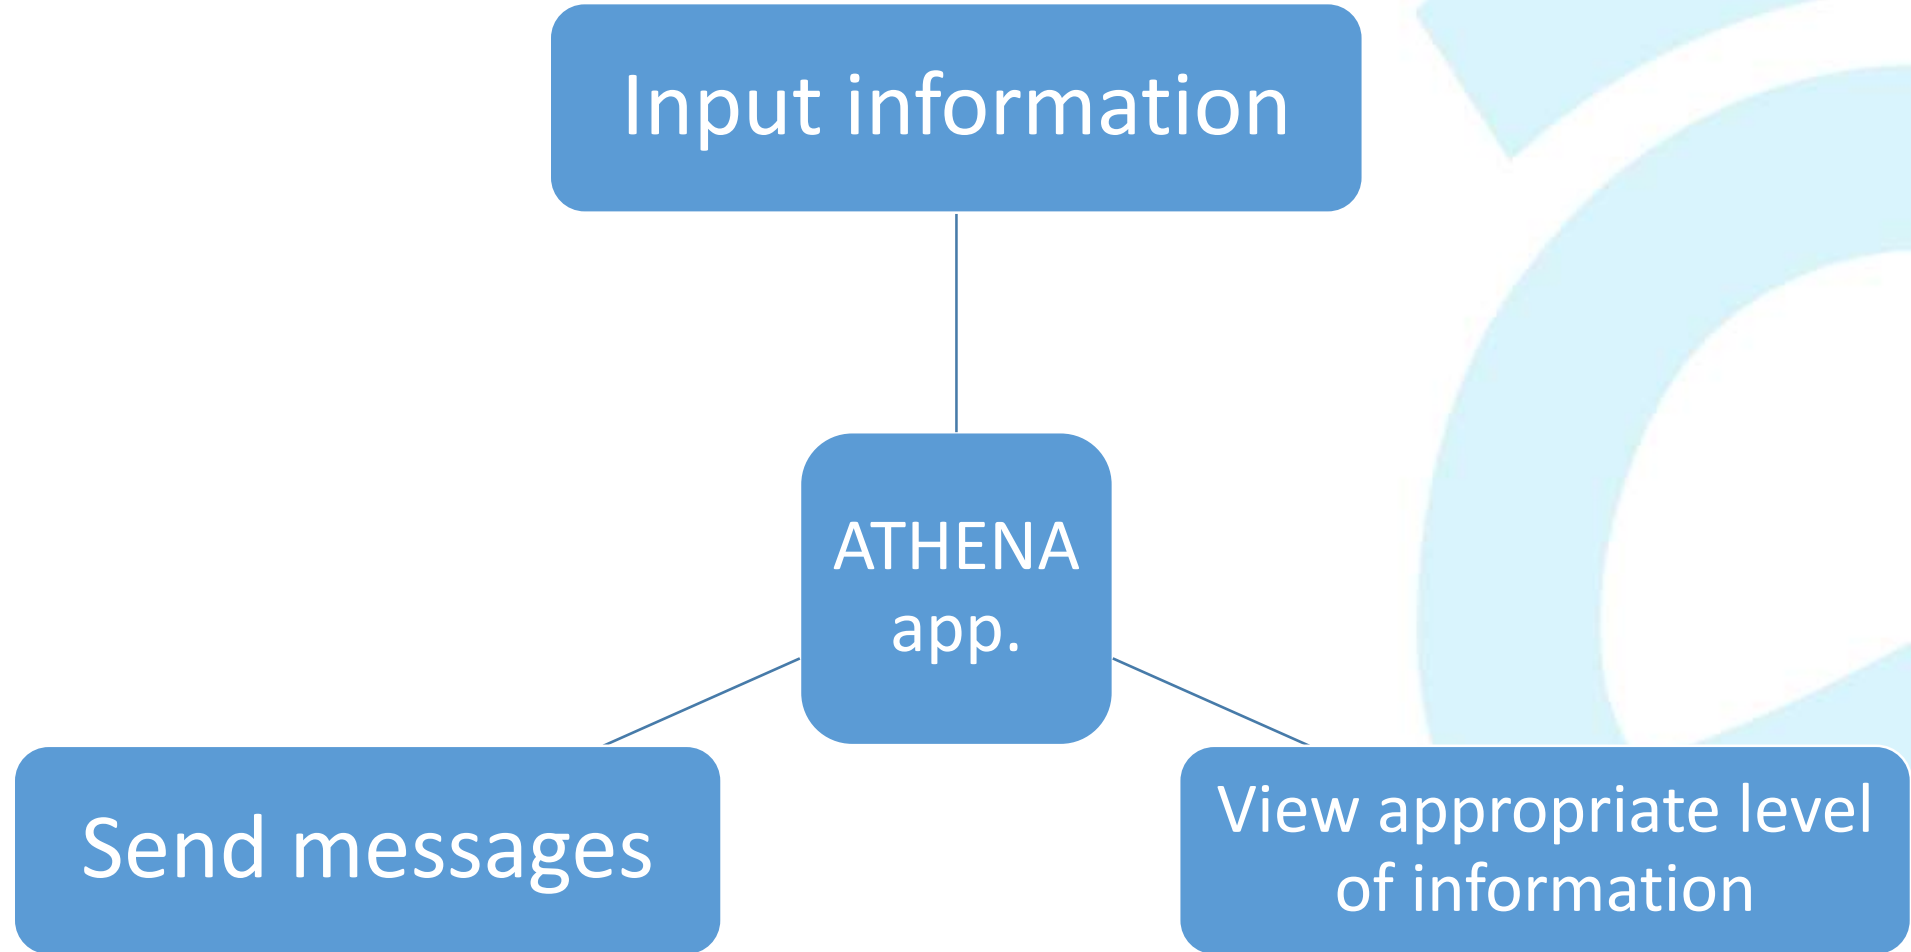 Input information
ATHENA
app.
Send messages
View appropriate level
of information